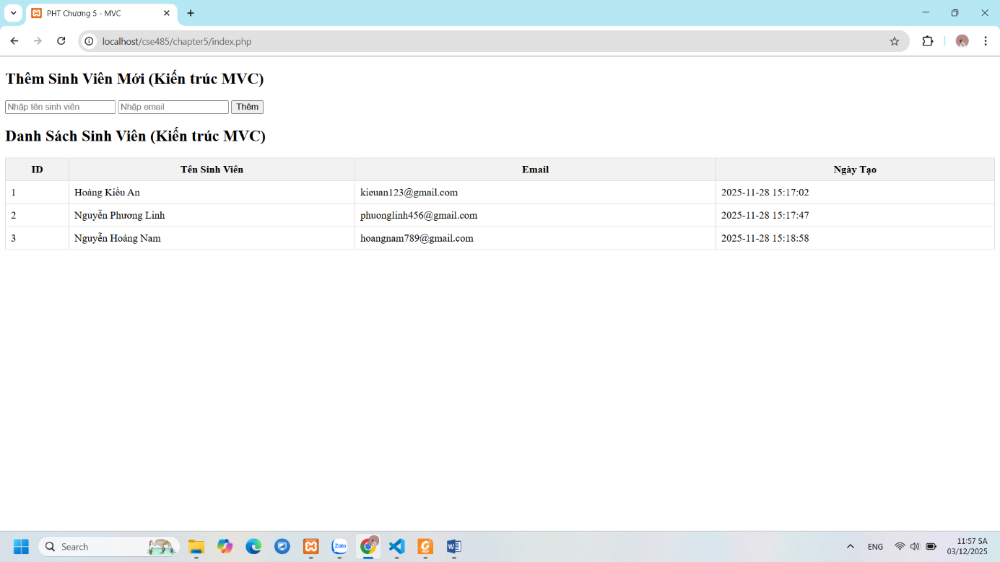 PHT Chương 5 - MVC
localhost/cse485/chapter5/index.php
Thêm Sinh Viên Mới (Kiến trúc MVC)
Nhập tên sinh viên Nhập email Thêm
Danh Sách Sinh Viên (Kiến trúc MVC)
ID Tên Sinh Viên Email Ngày Tạo
1 Hoàng Kiều An kieuan123@gmail.com 2025-11-28 15:17:02
2 Nguyễn Phương Linh phuonglinh456@gmail.com 2025-11-28 15:17:47
3 Nguyễn Hoàng Nam hoangnam789@gmail.com 2025-11-28 15:18:58
Search Zalo PDF ENG 11:57 SA
03/12/2025